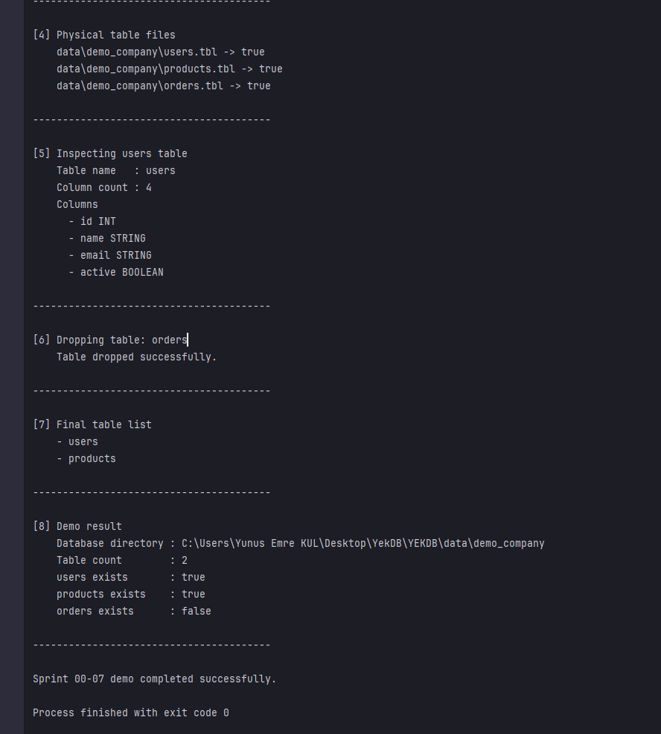 ----------------------------------------
[4] Physical table files
data\demo_company\users.tbl -> true
data\demo_company\products.tbl -> true
data\demo_company\orders.tbl -> true
----------------------------------------
[5] Inspecting users table
Table name   : users
Column count : 4
Columns
- id INT
- name STRING
- email STRING
- active BOOLEAN
----------------------------------------
[6] Dropping table: orders
Table dropped successfully.
----------------------------------------
[7] Final table list
- users
- products
----------------------------------------
[8] Demo result
Database directory : C:\Users\Yunus Emre KUL\Desktop\YekDB\YEKDB\data\demo_company
Table count        : 2
users exists       : true
products exists    : true
orders exists      : false
----------------------------------------
Sprint 00-07 demo completed successfully.
Process finished with exit code 0